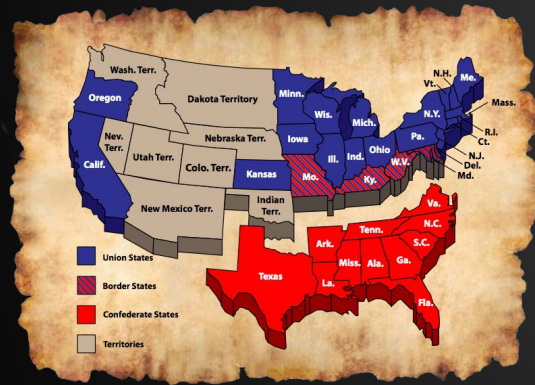 Wash. Terr.
Oregon
Dakota Territory
Minn.
Wis.
Mich.
N.H.
Vt.
Me.
Mass.
N.Y.
R.I.
Ct.
Pa.
N.J.
Del.
Md.
Nev. Terr.
Nebraska Terr.
Iowa
Ill.
Ind.
Ohio
W.V.
Calif.
Utah Terr.
Colo. Terr.
Kansas
Mo.
Ky.
New Mexico Terr.
Indian Terr.
Va.
Tenn.
N.C.
Ark.
S.C.
Miss.
Ala.
Ga.
Texas
La.
Fla.
Union States
Border States
Confederate States
Territories